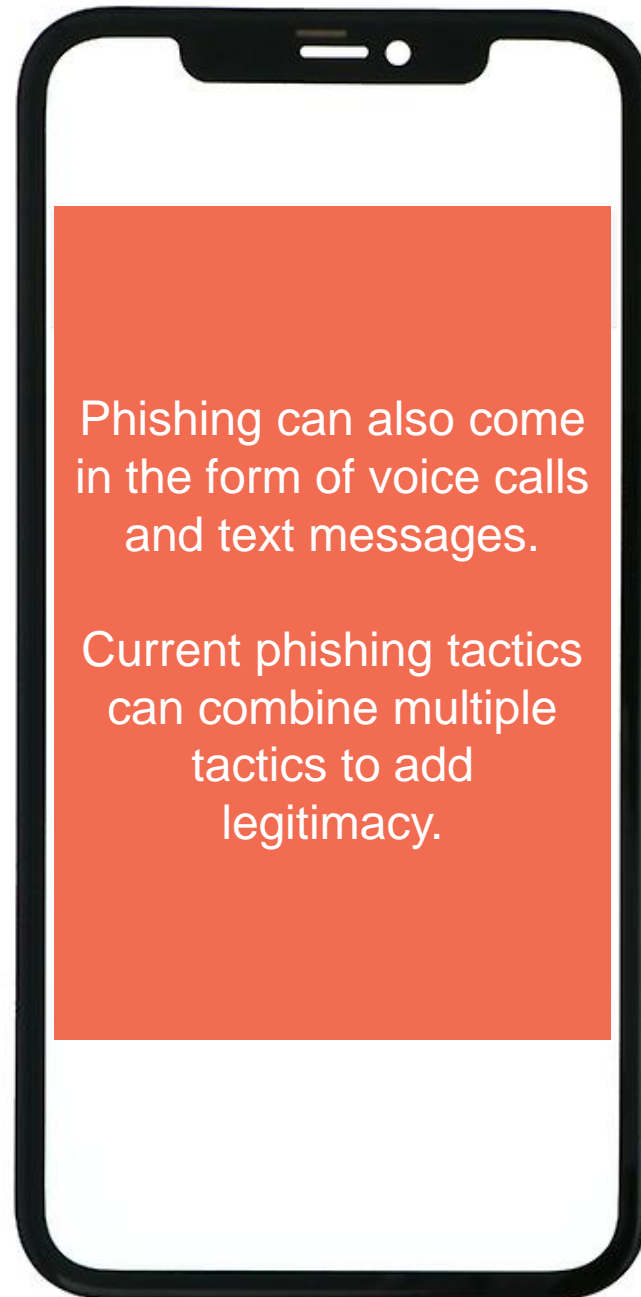 Phishing can also come
in the form of voice calls
and text messages.
Current phishing tactics
can combine multiple
tactics to add
legitimacy.